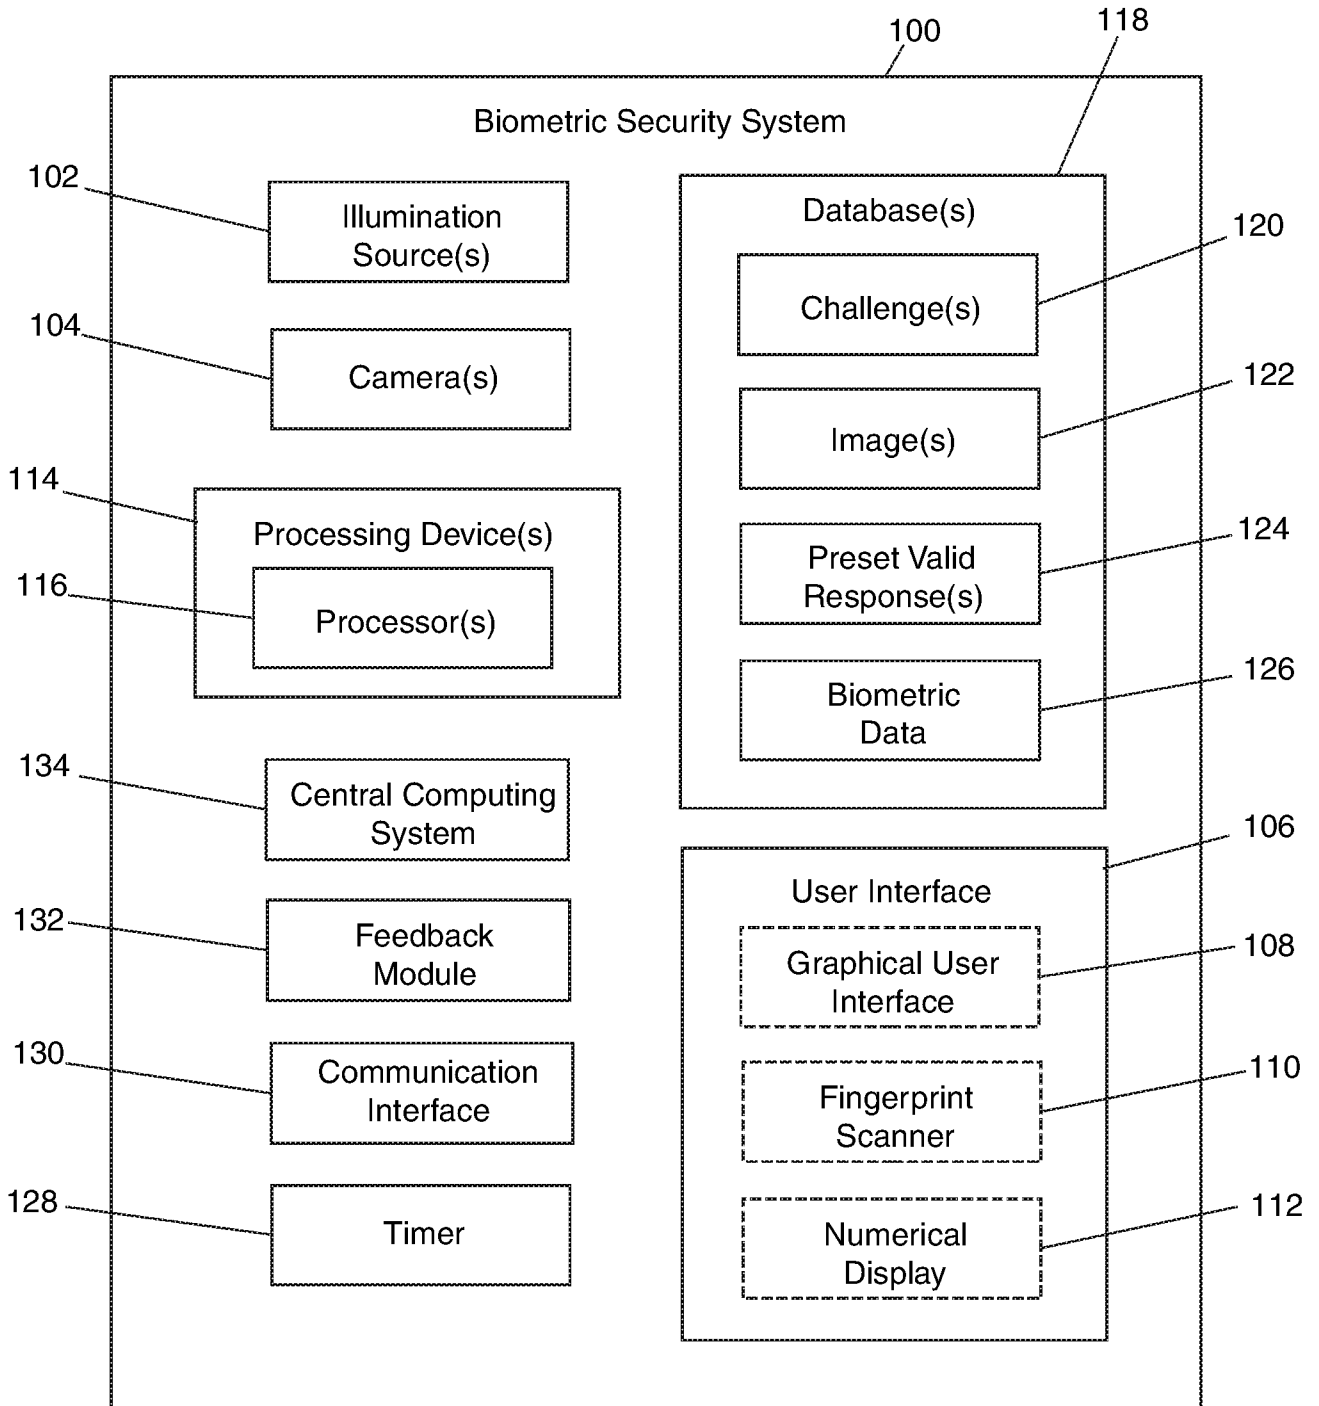 100
118
Biometric Security System
102
Illumination
Source(s)
104
Camera(s)
114
Processing Device(s)
116
Processor(s)
134
Central Computing
System
132
Feedback
Module
130
Communication
Interface
128
Timer
Database(s)
120
Challenge(s)
122
Image(s)
124
Preset Valid
Response(s)
126
Biometric
Data
106
User Interface
108
Graphical User
Interface
110
Fingerprint
Scanner
112
Numerical
Display